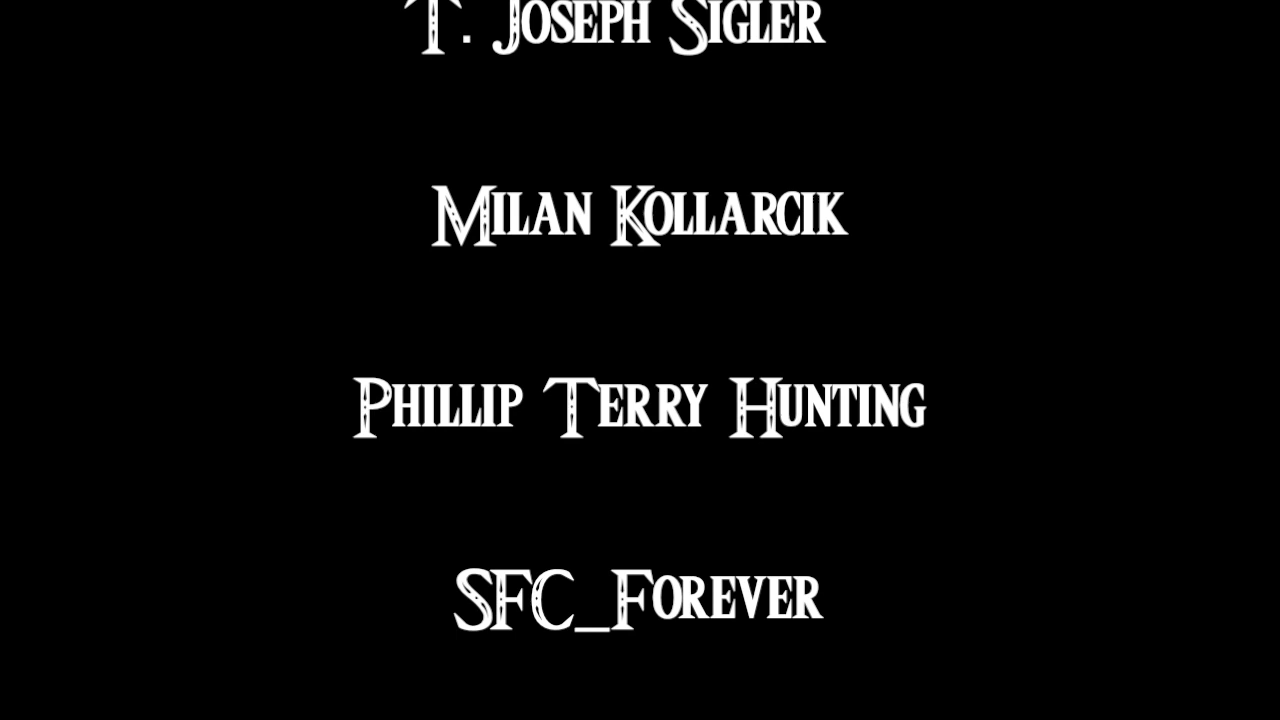 T. Joseph Sigler
Milan Kollarcik
Phillip Terry Hunting
SFC_Forever